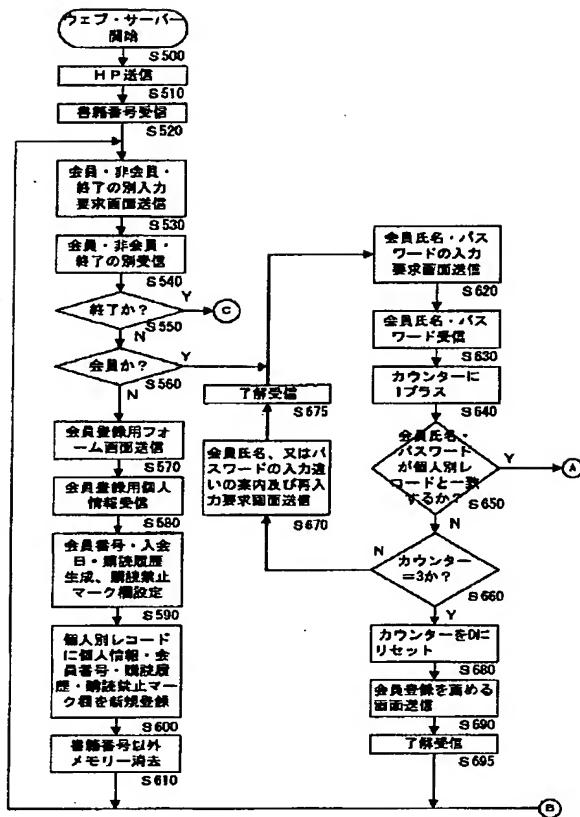 ウェブ・サーバー
開始
S500
HP送信
S510
書籍番号受信
S520
会員・非会員・
終了の別入力
要求画面送信
S530
会員・非会員・
終了の別受信
S540
終了か?
Y
C
S550
N
会員か?
Y
S560
N
会員登録用フォ
ーム画面送信
S570
会員登録用個人
情報受信
S580
会員番号・入会
日・購読履歴
生成、購読禁止
マーク欄設定
S590
個人別レコード
に個人情報・会
員番号・購読履
歴・購読禁止マー
ク欄を新規登録
S600
書籍番号以外
メモリー消去
S610
了解受信
S675
会員氏名、又はパ
スワードの入力違
いの案内及び再入
力要求画面送信
S670
会員氏名・パス
ワードの入力
要求画面送信
S620
会員氏名・パス
ワード受信
S630
カウンターに
1プラス
S640
会員氏名・
パスワード
が個人別レ
コードと一致
するか?
Y
A
S650
N
カウンター
=3か?
N
S660
Y
カウンターを0に
リセット
S680
会員登録を薦める
画面送信
S690
了解受信
S695
B